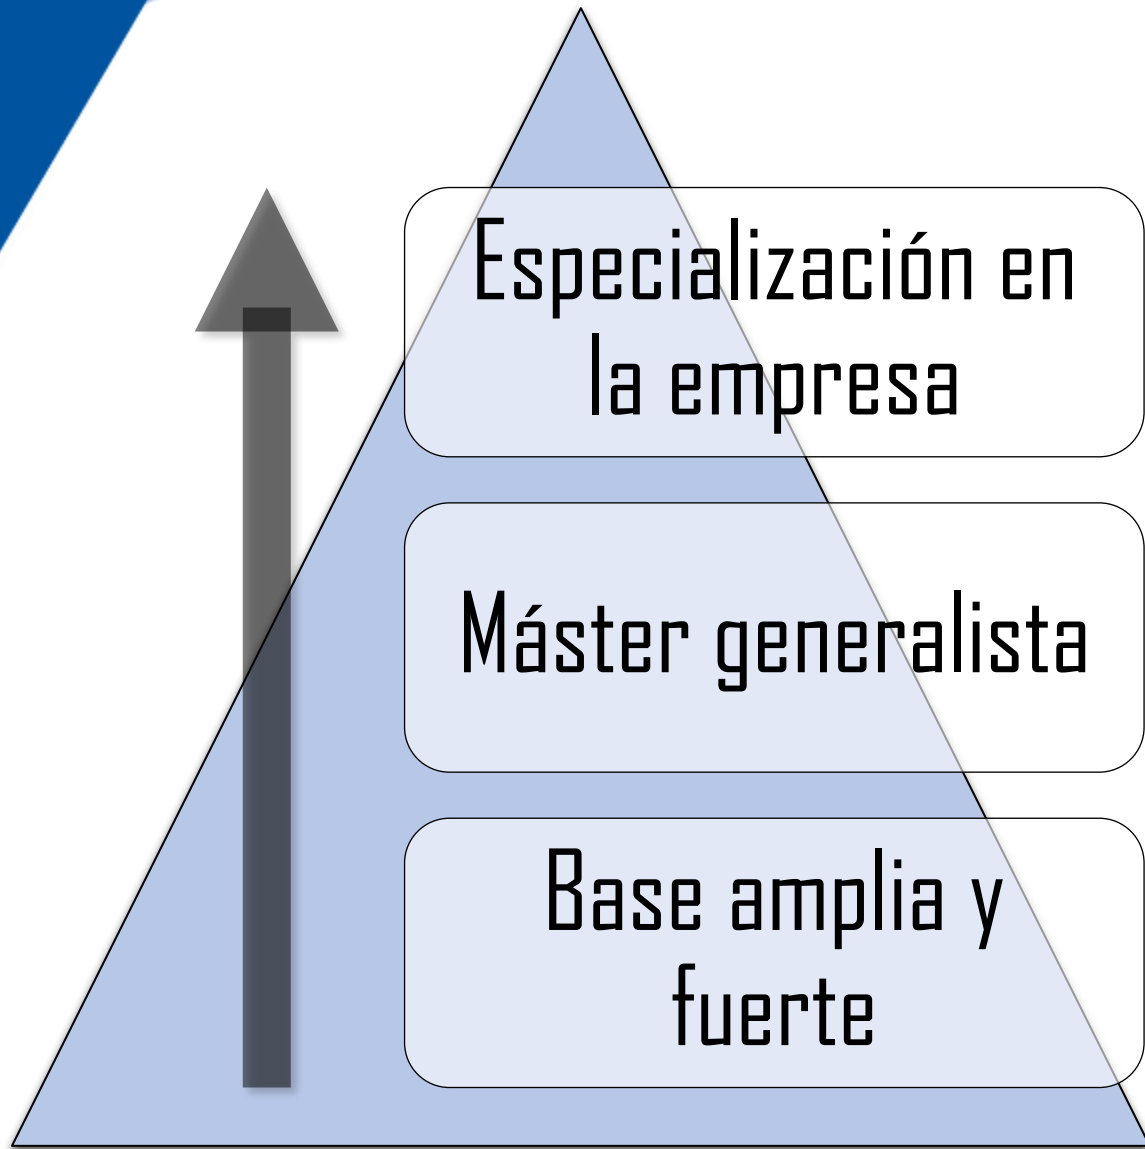 Especialización en
la empresa
Máster generalista
Base amplia y
fuerte